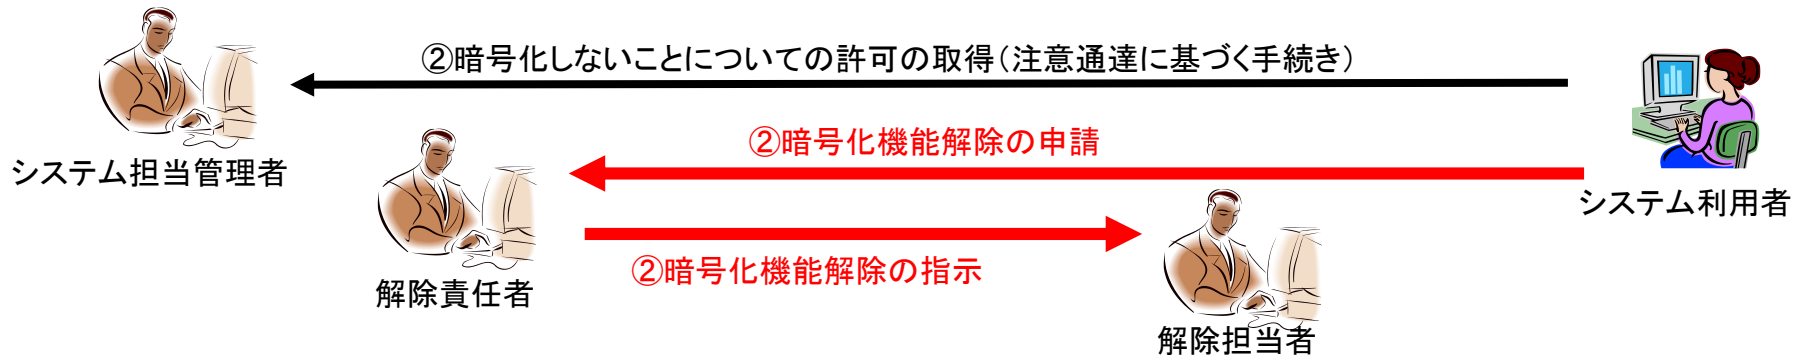 ②暗号化しないことについての許可の取得(注意通達に基づく手続き)
②暗号化機能解除の申請
システム担当管理者
システム利用者
②暗号化機能解除の指示
解除責任者
解除担当者